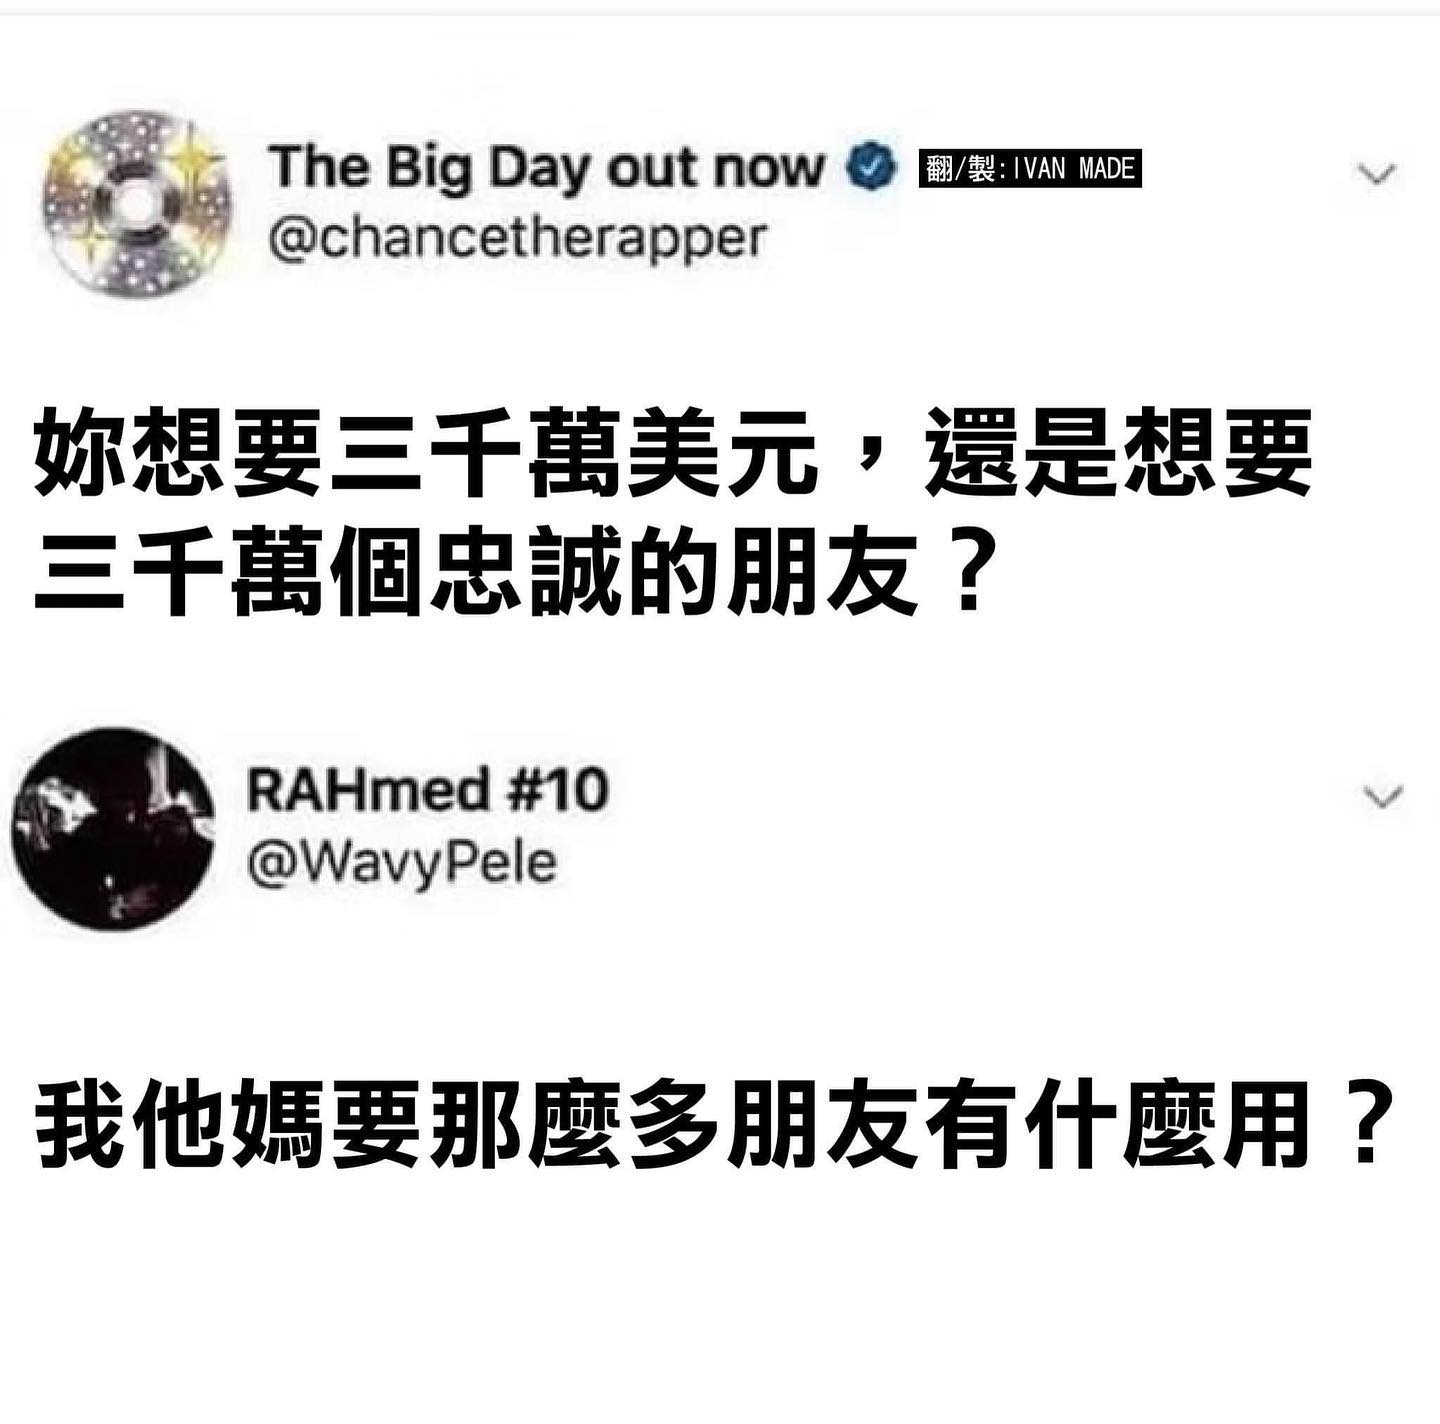 The Big Day out now 翻/製:IVAN MADE
@chancetherapper
妳想要三千萬美元，還是想要
三千萬個忠誠的朋友？
RAHmed #10
@WavyPele
我他媽要那麼多朋友有什麼用？